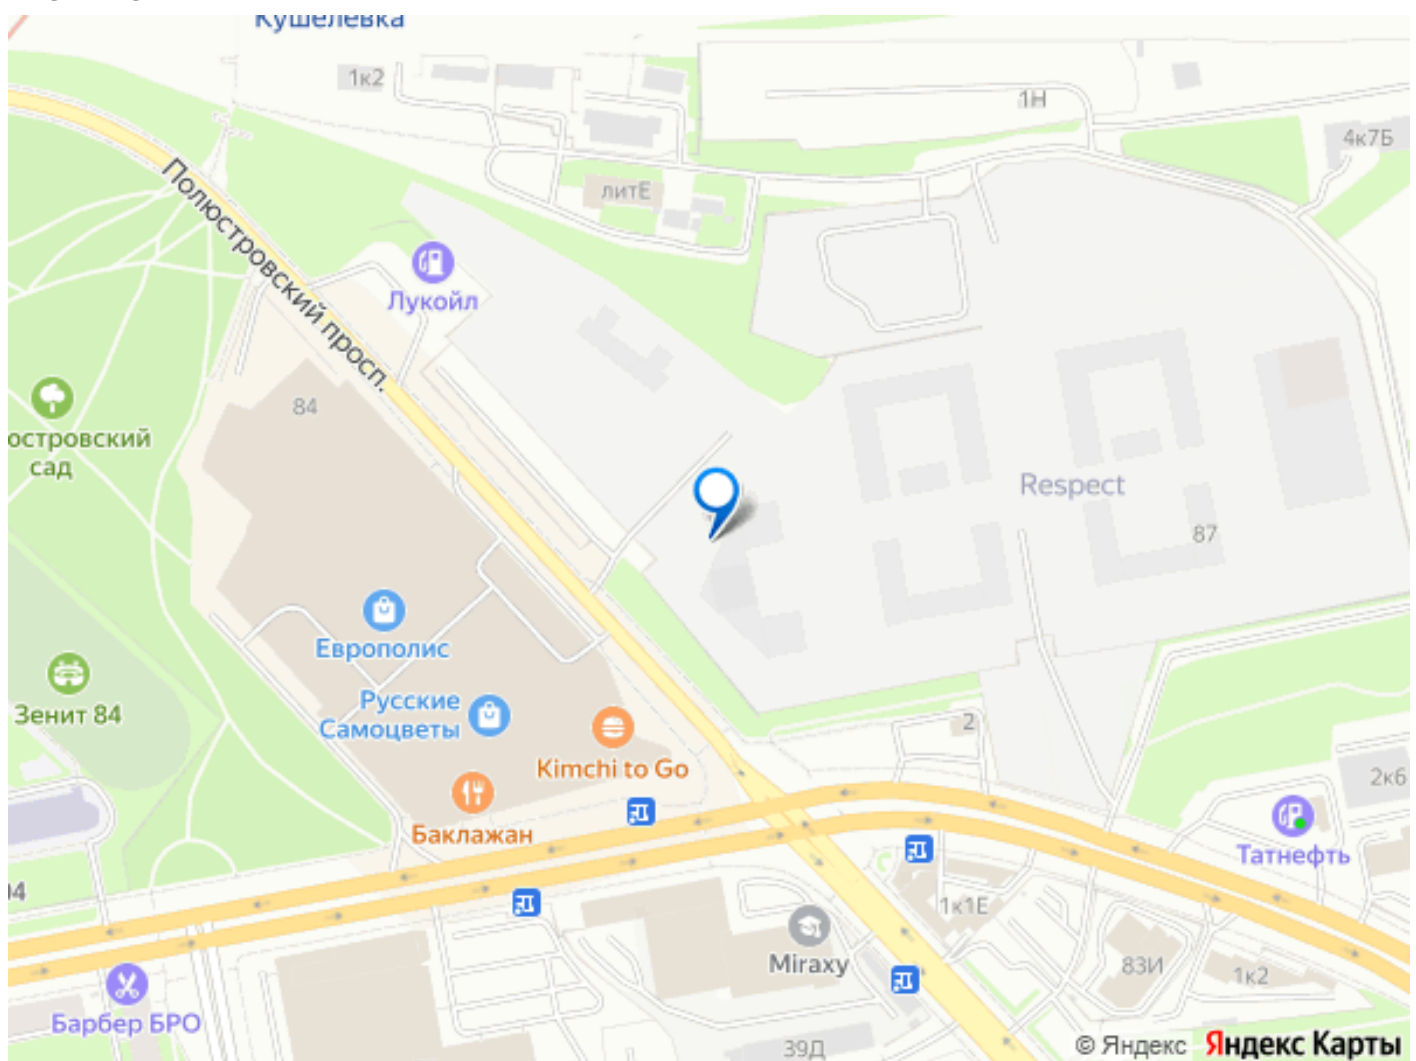 Кушелевка
1к2
1Н
4к7Б
литЕ
Полюстровский просп.
Лукойл
84
островский
сад
Respect
87
Европолис
Зенит 84
Русские
Самоцветы
2
Kimchi to Go
2к6
Баклажан
Татнефть
04
1к1Е
Miraxy
83И
1к2
Барбер БРО
39Д
© Яндекс Яндекс Карты